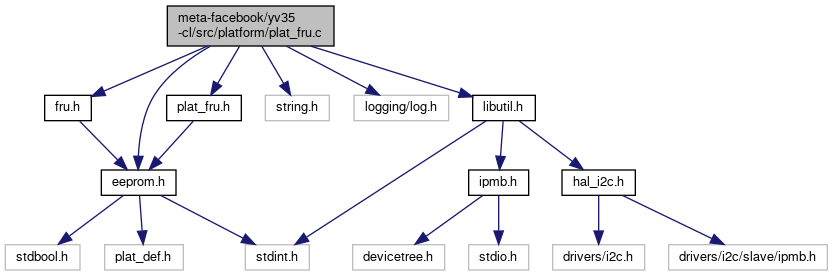 meta-facebook/yv35
-cl/src/platform/plat_fru.c
fru.h
plat_fru.h
string.h
logging/log.h
libutil.h
eeprom.h
ipmb.h
hal_i2c.h
stdbool.h
plat_def.h
stdint.h
devicetree.h
stdio.h
drivers/i2c.h
drivers/i2c/slave/ipmb.h